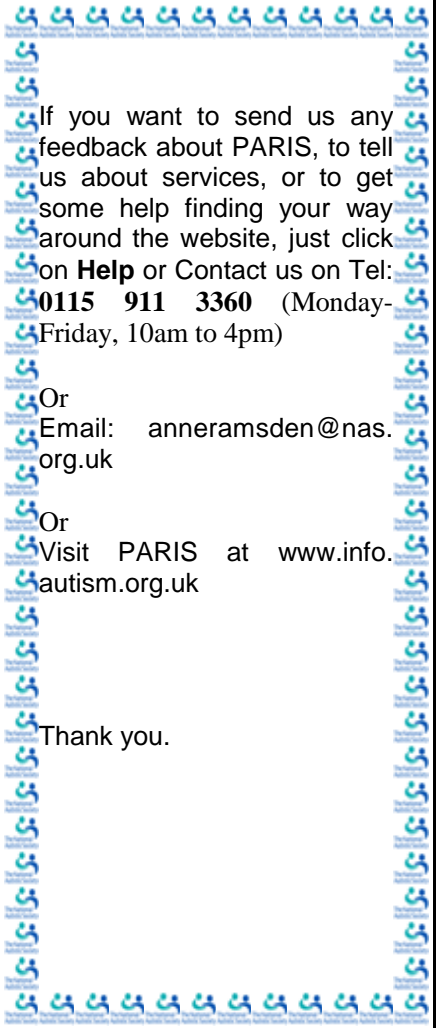 If you want to send us any
feedback about PARIS, to tell
us about services, or to get
some help finding your way
around the website, just click
on Help or Contact us on Tel:
0115 911 3360 (Monday-
Friday, 10am to 4pm)
Or
Email: anneramsden@nas.
org.uk
Or
Visit PARIS at www.info.
autism.org.uk
Thank you.